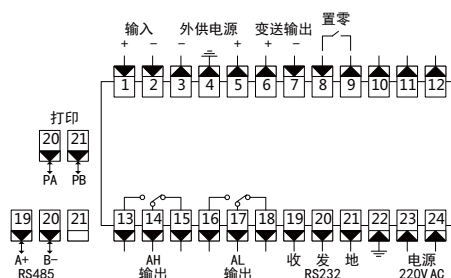 输入 外供电源 变送输出 置零
+ − − + + −
1 2 3 4 5 6 7 8 9 10 11 12
打印
20 21
PA PB
19 20 21 13 14 15 16 17 18 19 20 21 22 23 24
A+ B- AH AL 收 发 地 电源
RS485 输出 输出 RS232 220V AC